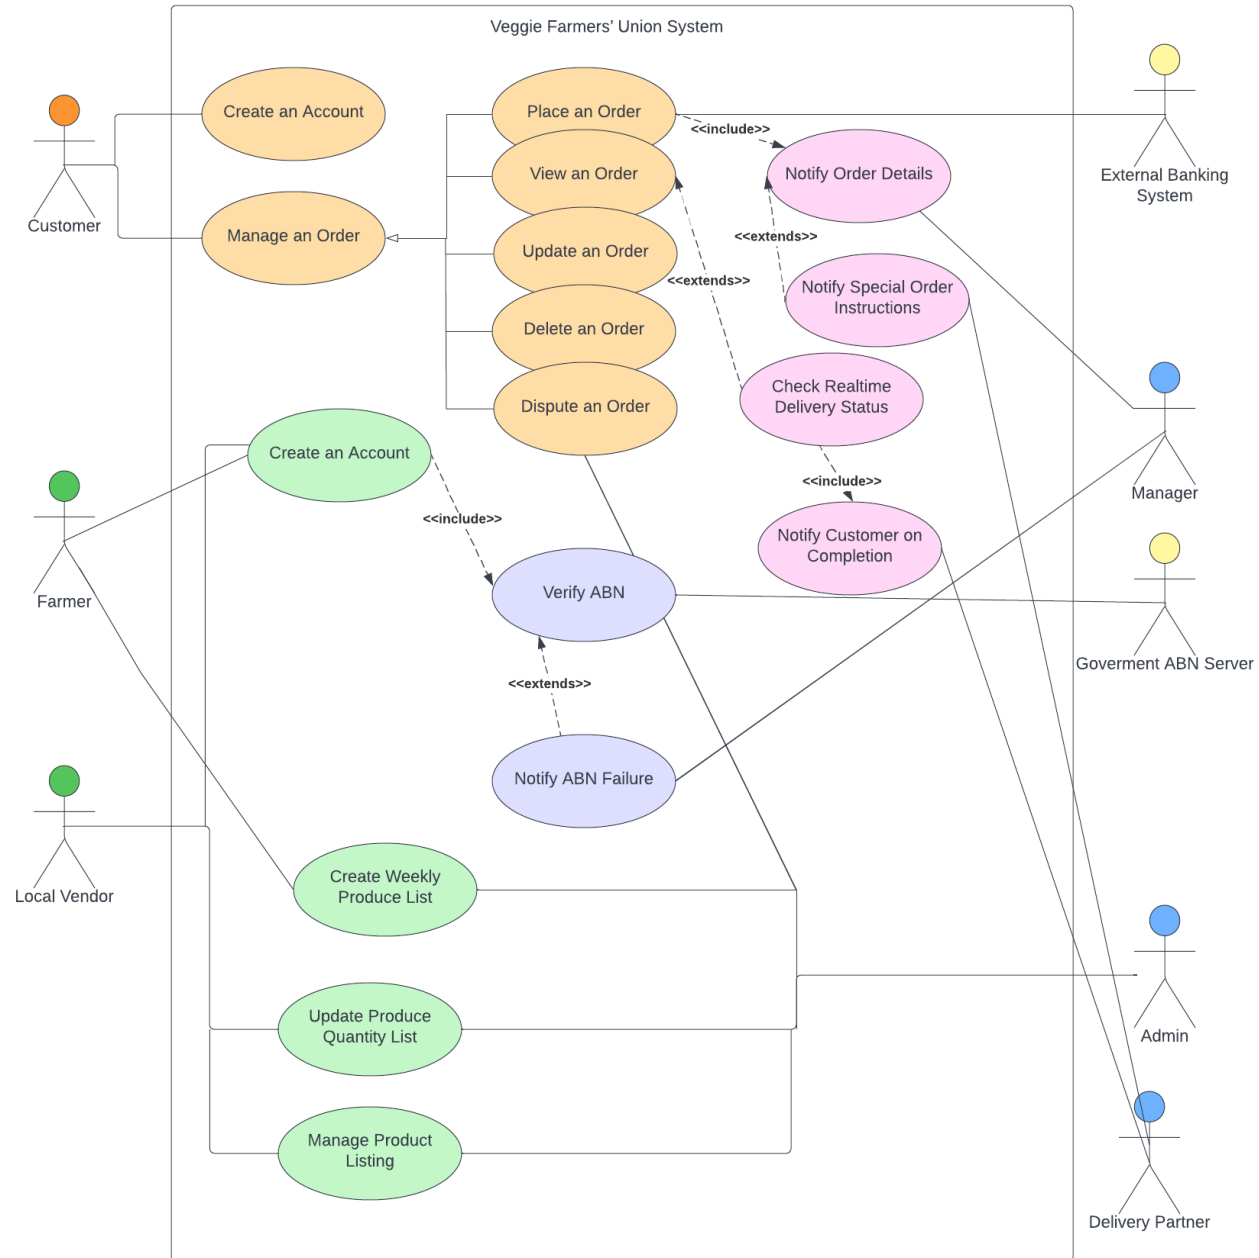 Veggie Farmers' Union System
Create an Account
Place an Order
<<include>>
View an Order
Notify Order Details
External Banking
System
Customer
Manage an Order
<<extends>>
Update an Order
<<extends>>
Notify Special Order
Instructions
Delete an Order
Check Realtime
Delivery Status
Dispute an Order
Create an Account
<<include>>
Manager
<<include>>
Notify Customer on
Completion
Farmer
Verify ABN
Goverment ABN Server
<<extends>>
Notify ABN Failure
Local Vendor
Create Weekly
Produce List
Update Produce
Quantity List
Admin
Manage Product
Listing
Delivery Partner